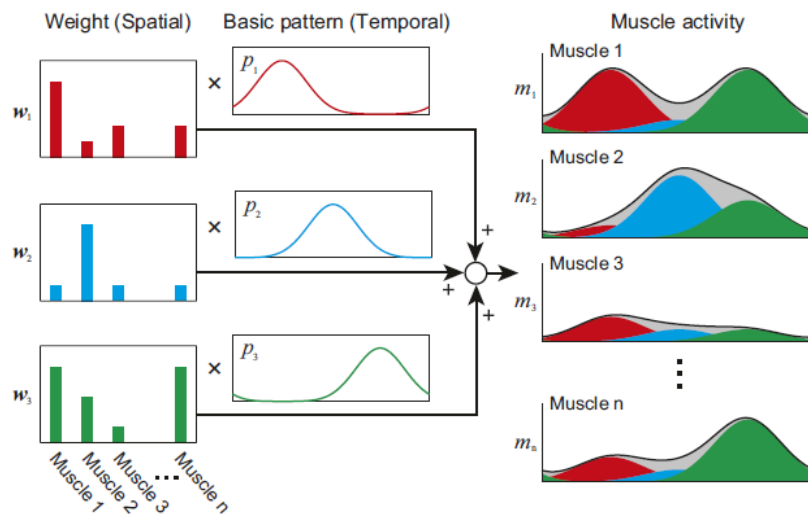 Weight (Spatial)
Basic pattern (Temporal)
Muscle activity
w1
×
p1
w2
×
p2
w3
×
p3
+
+
+
Muscle 1
Muscle 2
Muscle 3
...
Muscle n
Muscle 1
m1
Muscle 2
m2
Muscle 3
m3
⋮
Muscle n
mn